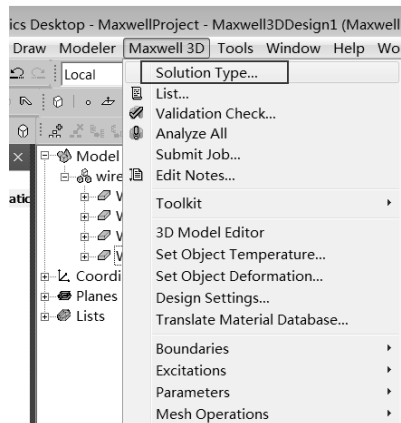 ics Desktop - MaxwellProject - Maxwell3DDesign1 (Maxwell
Draw Modeler Maxwell 3D Tools Window Help Wo
Local
Solution Type...
List...
Validation Check...
Analyze All
Submit Job...
Edit Notes...
Toolkit
3D Model Editor
Set Object Temperature...
Set Object Deformation...
Design Settings...
Translate Material Database...
Boundaries
Excitations
Parameters
Mesh Operations
Model
wire
Coordi
Planes
Lists